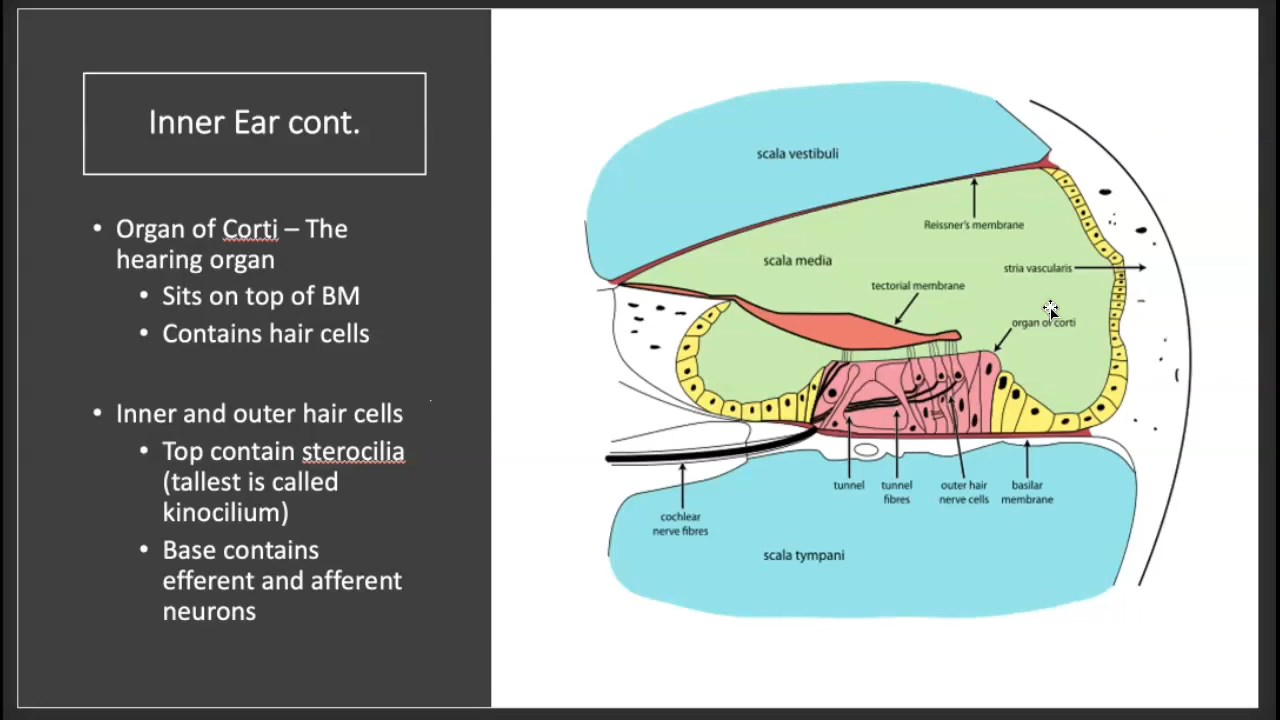 Inner Ear cont.
• Organ of Corti – The
hearing organ
• Sits on top of BM
• Contains hair cells
• Inner and outer hair cells
• Top contain sterocilia
(tallest is called
kinocilium)
• Base contains
efferent and afferent
neurons
scala vestibuli
Reissner's membrane
scala media
stria vascularis
tectorial membrane
organ of corti
tunnel
tunnel
fibres
outer hair
nerve cells
basilar
membrane
cochlear
nerve fibres
scala tympani